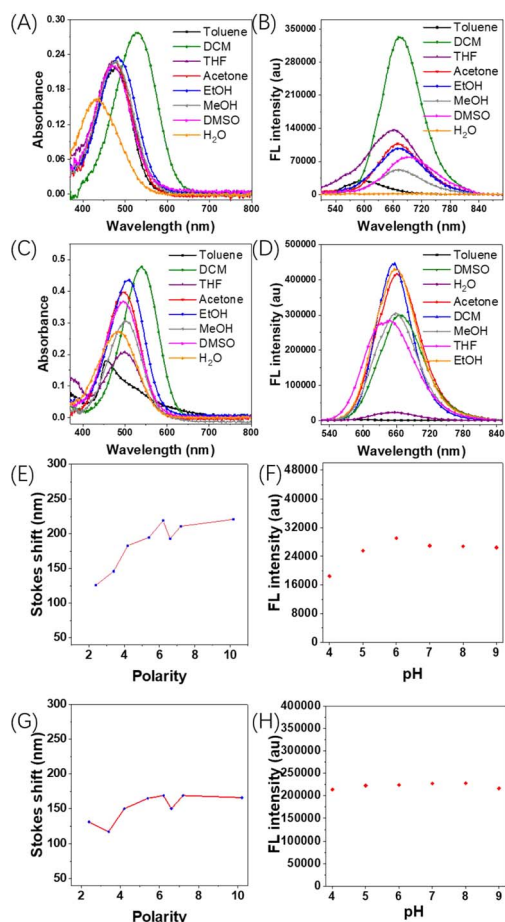 (A)
Absorbance
0.30
0.24
0.18
0.12
0.06
0.00
400 500 600 700 800
Wavelength (nm)
Toluene
DCM
THF
Acetone
EtOH
MeOH
DMSO
H2O
(B)
FL intensity (au)
350000
280000
210000
140000
70000
0
540 600 660 720 780 840
Wavelength (nm)
Toluene
DCM
THF
Acetone
EtOH
MeOH
DMSO
H2O
(C)
Absorbance
0.5
0.4
0.3
0.2
0.1
0.0
400 500 600 700 800
Wavelength (nm)
Toluene
DCM
THF
Acetone
EtOH
MeOH
DMSO
H2O
(D)
FL intensity (au)
500000
400000
300000
200000
100000
0
540 600 660 720 780 840
Wavelength (nm)
Toluene
DMSO
H2O
Acetone
DCM
MeOH
THF
EtOH
(E)
Stokes shift (nm)
300
250
200
150
100
50
2 4 6 8 10
Polarity
(F)
FL intensity (au)
48000
40000
32000
24000
16000
8000
0
4 5 6 7 8 9
pH
(G)
Stokes shift (nm)
300
250
200
150
100
50
2 4 6 8 10
Polarity
(H)
FL intensity (au)
400000
350000
300000
250000
200000
150000
100000
50000
0
4 5 6 7 8 9
pH